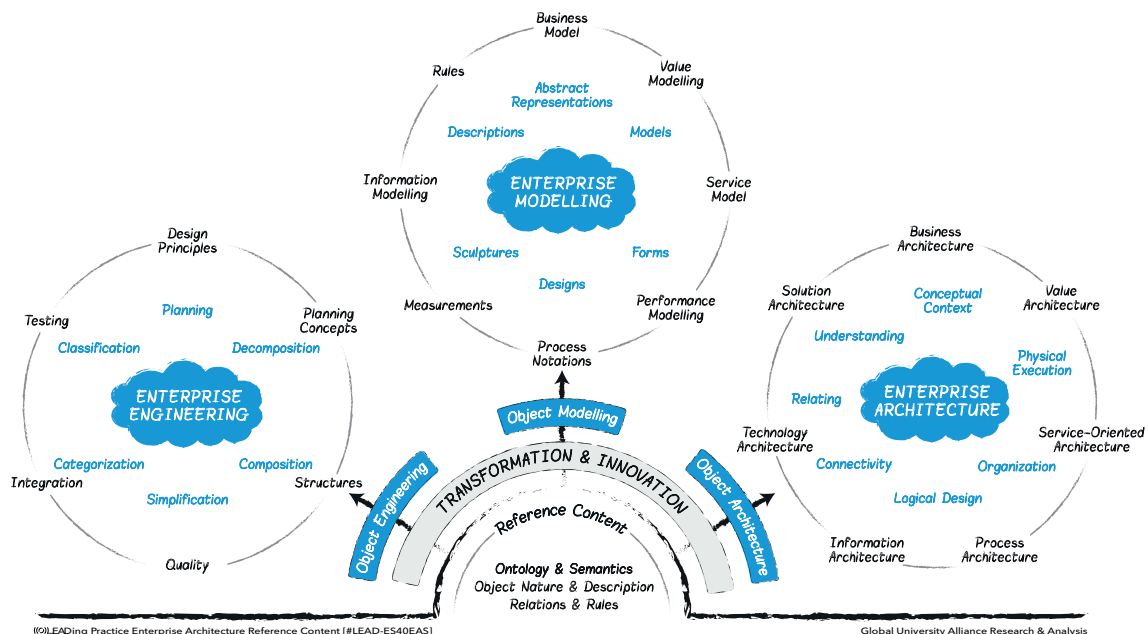 Business
Model
Rules
Value
Modelling
Abstract
Representations
Descriptions
Models
Information
Modelling
ENTERPRISE
MODELLING
Service
Model
Sculptures
Forms
Designs
Measurements
Performance
Modelling
Process
Notations
Design
Principles
Testing
Planning
Planning
Concepts
Classification
Decomposition
ENTERPRISE
ENGINEERING
Categorization
Composition
Integration
Structures
Simplification
Quality
Business
Architecture
Solution
Architecture
Conceptual
Context
Value
Architecture
Understanding
Physical
Execution
Relating
ENTERPRISE
ARCHITECTURE
Technology
Architecture
Service-Oriented
Architecture
Connectivity
Organization
Logical Design
Information
Architecture
Process
Architecture
Object Modelling
Object Engineering
Object Architecture
TRANSFORMATION & INNOVATION
Reference Content
Ontology & Semantics
Object Nature & Description
Relations & Rules
((©))LEADing Practice Enterprise Architecture Reference Content [#LEAD-ES40EAS]
Global University Alliance Research & Analysis